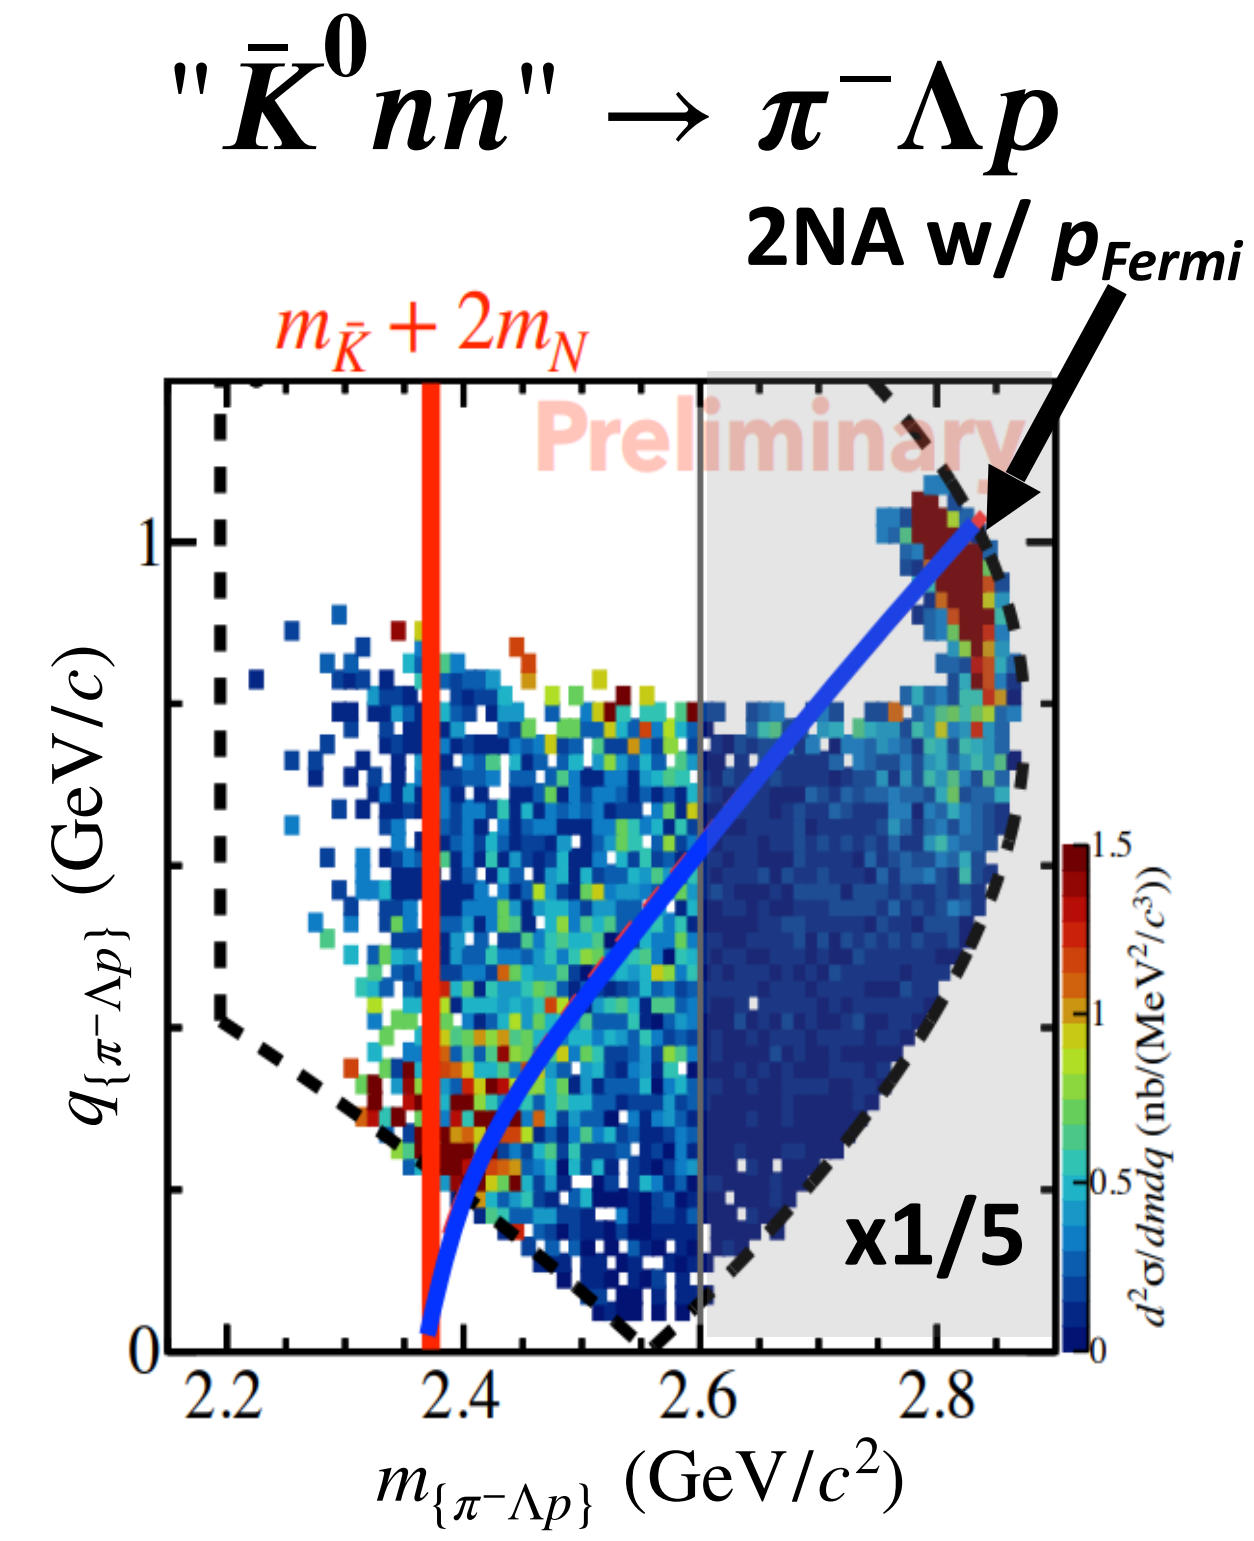 "K̄⁰nn" → π⁻Λp
2NA w/ p_Fermi
m_K̄ + 2m_N
Preliminary
1
0
q_{π⁻Λp} (GeV/c)
2.2 2.4 2.6 2.8
m_{π⁻Λp} (GeV/c²)
x1/5
1.5
1
0.5
0
d²σ/dmdq (nb/(MeV²/c³))